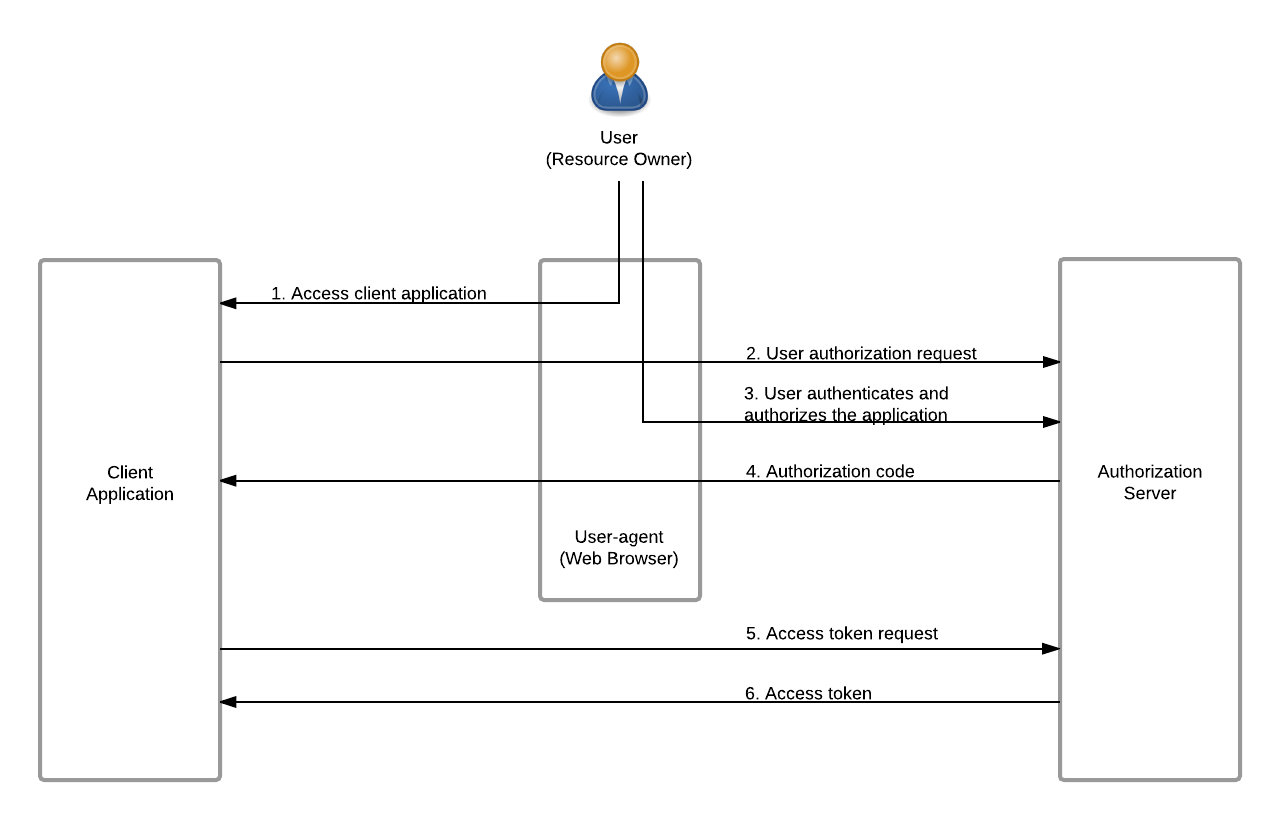 User
(Resource Owner)
1. Access client application
2. User authorization request
3. User authenticates and
authorizes the application
4. Authorization code
Client
Application
Authorization
Server
User-agent
(Web Browser)
5. Access token request
6. Access token